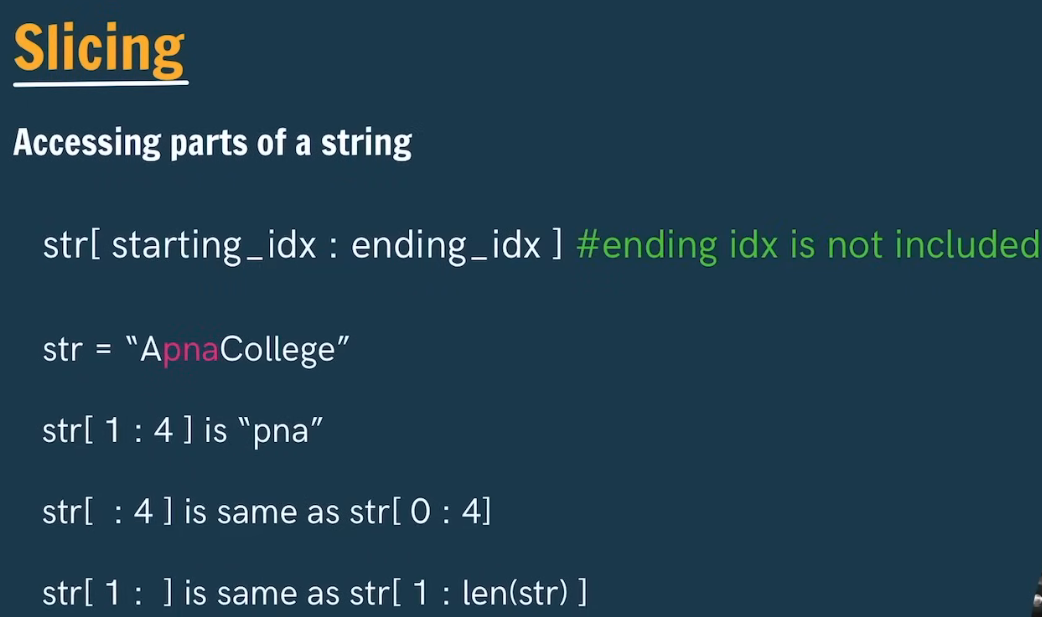 Slicing
Accessing parts of a string
str[ starting_idx : ending_idx ] #ending idx is not included
str = “ApnaCollege”
str[ 1 : 4 ] is “pna”
str[  : 4 ] is same as str[ 0 : 4]
str[ 1 :  ] is same as str[ 1 : len(str) ]